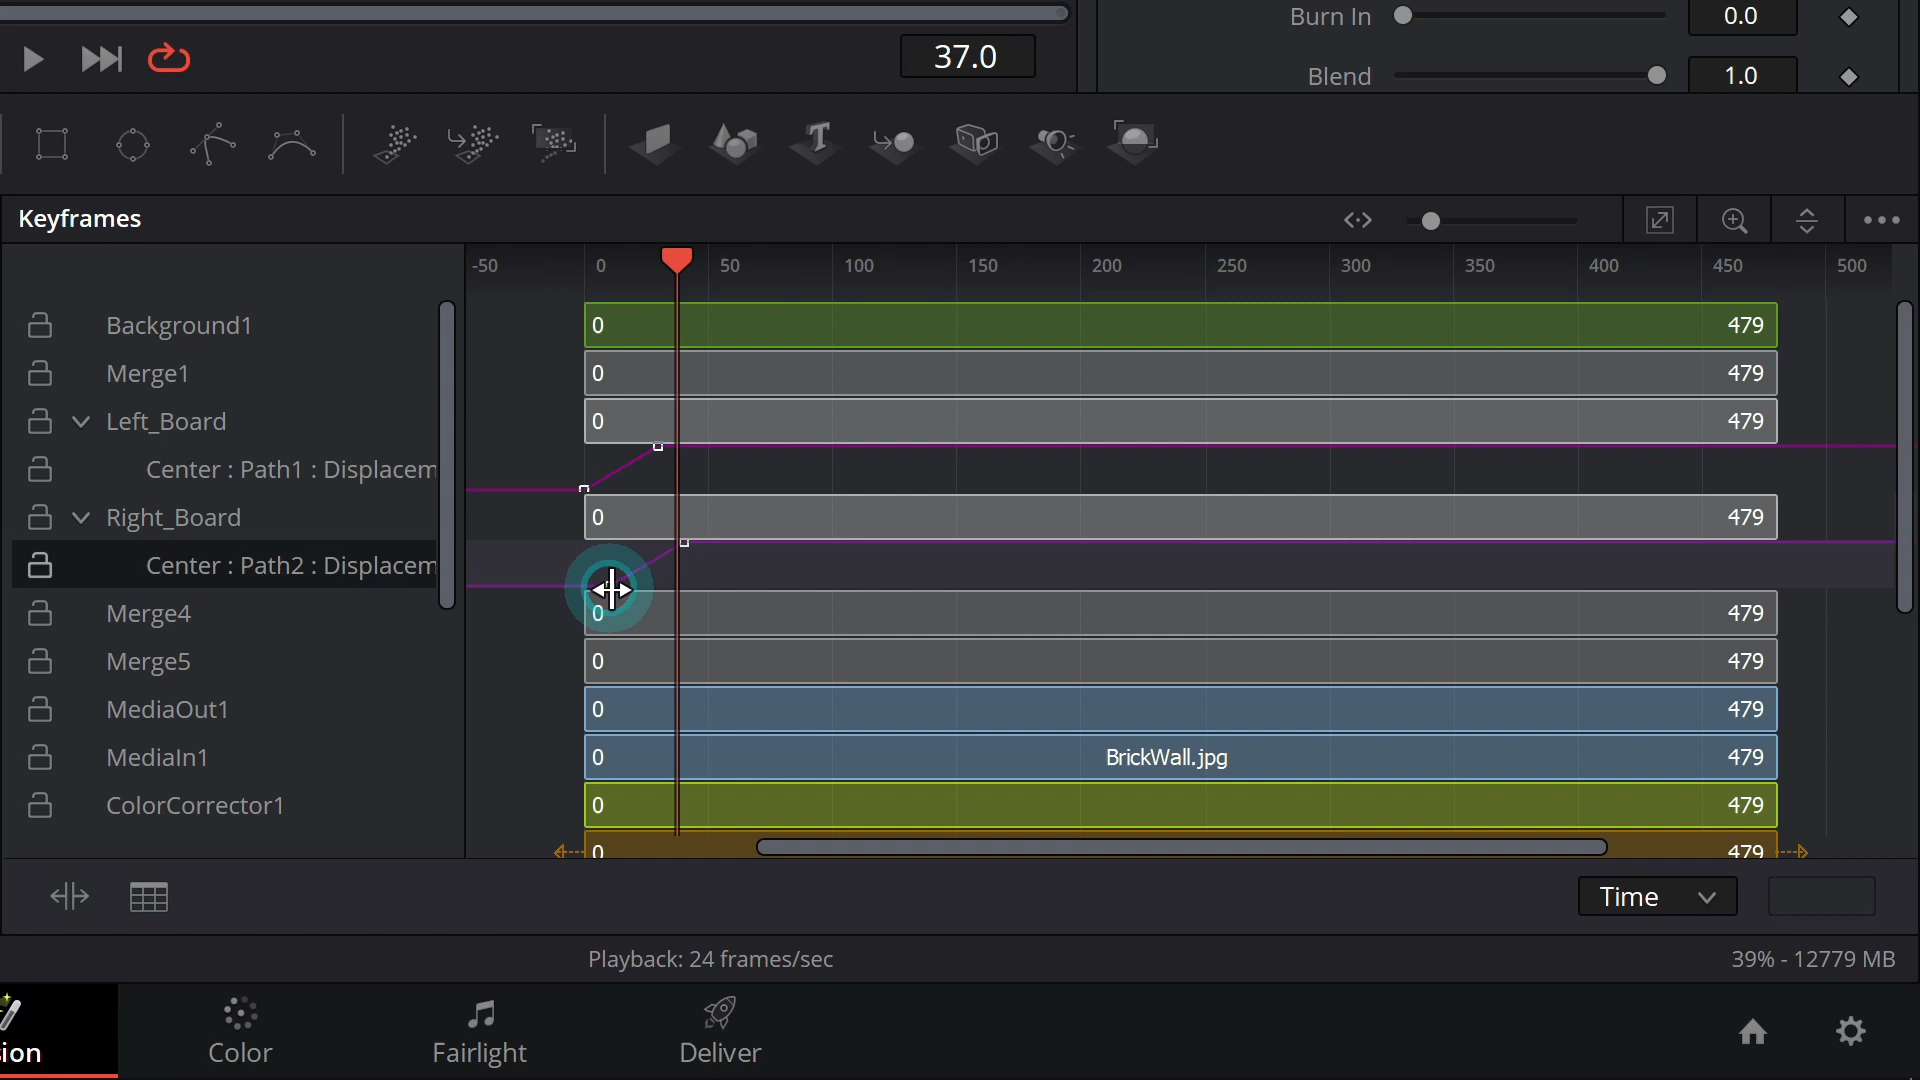 Burn In 0.0
37.0
Blend 1.0
T
Keyframes
-50 0 50 100 150 200 250 300 350 400 450 500
Background1 0 479
Merge1 0 479
Left_Board 0 479
Center : Path1 : Displacem
Right_Board 0 479
Center : Path2 : Displacem
Merge4 0 479
Merge5 0 479
MediaOut1 0 479
MediaIn1 0 BrickWall.jpg 479
ColorCorrector1 0 479
0 479
Time
Playback: 24 frames/sec 39% - 12779 MB
sion Color Fairlight Deliver